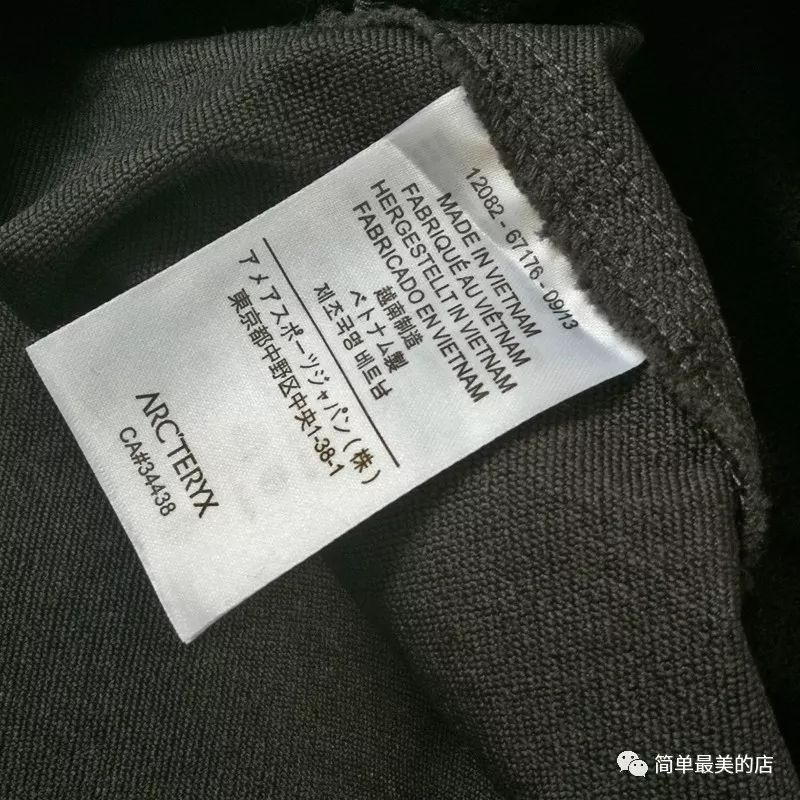 12082 - 67176 - 09/13
MADE IN VIETNAM
FABRIQUÉ AU VIÊTNAM
HERGESTELLT IN VIETNAM
FABRICADO EN VIETNAM
越南制造
ベトナム製
제조국명 베트남
アメアスポーツジャパン(株)
東京都中野区中央1-38-1
ARC'TERYX
CA#34438
简单最美的店